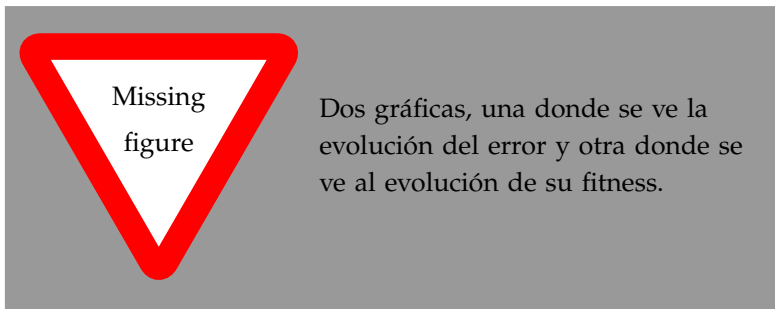 Missing
figure
Dos gráficas, una donde se ve la
evolución del error y otra donde se
ve al evolución de su fitness.